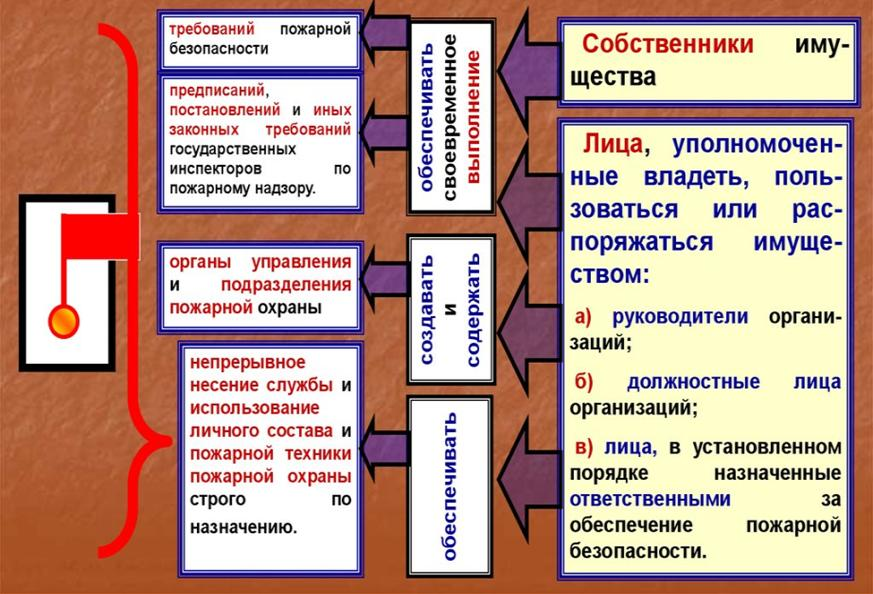 требований пожарной
безопасности
предписаний,
постановлений и иных
законных требований
государственных
инспекторов по
пожарному надзору.
органы управления
и подразделения
пожарной охраны
непрерывное
несение службы и
использование
личного состава и
пожарной техники
пожарной охраны
строго по
назначению.
обеспечивать
своевременное
выполнение
создавать
и
содержать
обеспечивать
Собственники иму-
щества
Лица, уполномочен-
ные владеть, поль-
зоваться или рас-
поряжаться имуще-
ством:
а) руководители органи-
заций;
б) должностные лица
организаций;
в) лица, в установленном
порядке назначенные
ответственными за
обеспечение пожарной
безопасности.